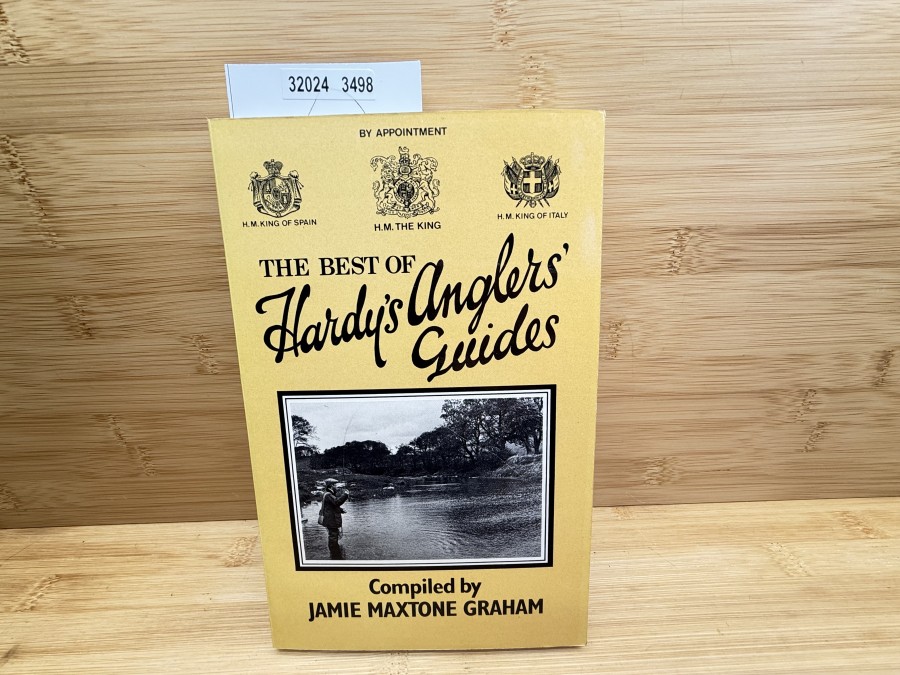 32024 3498
BY APPOINTMENT
H.M. KING OF SPAIN
H.M. THE KING
H.M. KING OF ITALY
THE BEST OF
Hardy's Anglers'
Guides
Compiled by
JAMIE MAXTONE GRAHAM